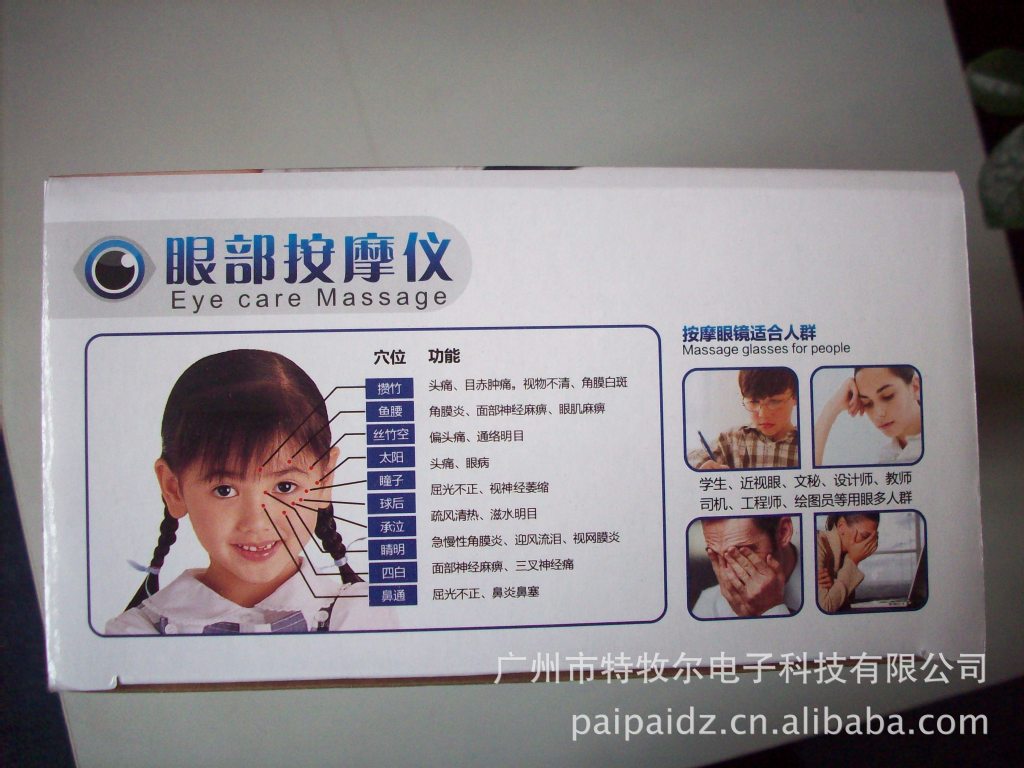 眼部按摩仪
Eye care Massage
穴位 功能
攒竹 头痛、目赤肿痛。视物不清、角膜白斑
鱼腰 角膜炎、面部神经麻痹、眼肌麻痹
丝竹空 偏头痛、通络明目
太阳 头痛、眼病
瞳子 屈光不正、视神经萎缩
球后 疏风清热、滋水明目
承泣 急慢性角膜炎、迎风流泪、视网膜炎
睛明 面部神经麻痹、三叉神经痛
四白 屈光不正、鼻炎鼻塞
鼻通
按摩眼镜适合人群
Massage glasses for people
学生、近视眼、文秘、设计师、教师
司机、工程师、绘图员等用眼多人群
广州市特牧尔电子科技有限公司
paipaidz.cn.alibaba.com